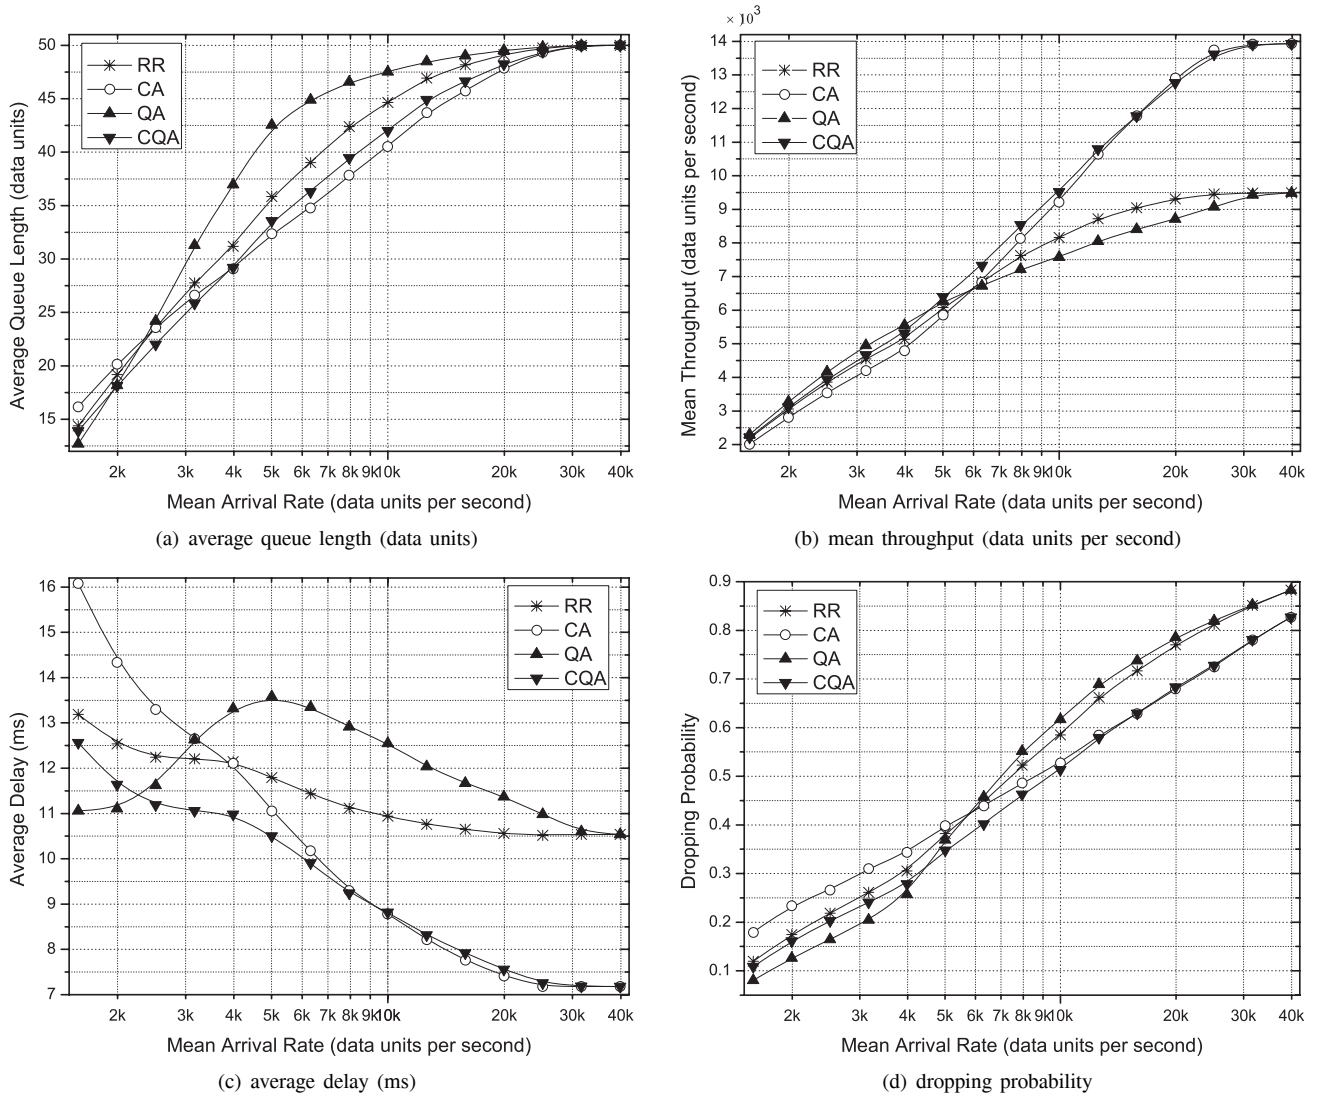 50
45
40
35
30
25
20
15
Average Queue Length (data units)
RR
CA
QA
CQA
2k 3k 4k 5k 6k 7k 8k 9k 10k 20k 30k 40k
Mean Arrival Rate (data units per second)
(a) average queue length (data units)
× 10³
14
13
12
11
10
9
8
7
6
5
4
3
2
Mean Throughput (data units per second)
RR
CA
QA
CQA
2k 3k 4k 5k 6k 7k 8k 9k 10k 20k 30k 40k
Mean Arrival Rate (data units per second)
(b) mean throughput (data units per second)
16
15
14
13
12
11
10
9
8
7
Average Delay (ms)
RR
CA
QA
CQA
2k 3k 4k 5k 6k 7k 8k 9k 10k 20k 30k 40k
Mean Arrival Rate (data units per second)
(c) average delay (ms)
0.9
0.8
0.7
0.6
0.5
0.4
0.3
0.2
0.1
Dropping Probability
RR
CA
QA
CQA
2k 3k 4k 5k 6k 7k 8k 9k 10k 20k 30k 40k
Mean Arrival Rate (data units per second)
(d) dropping probability